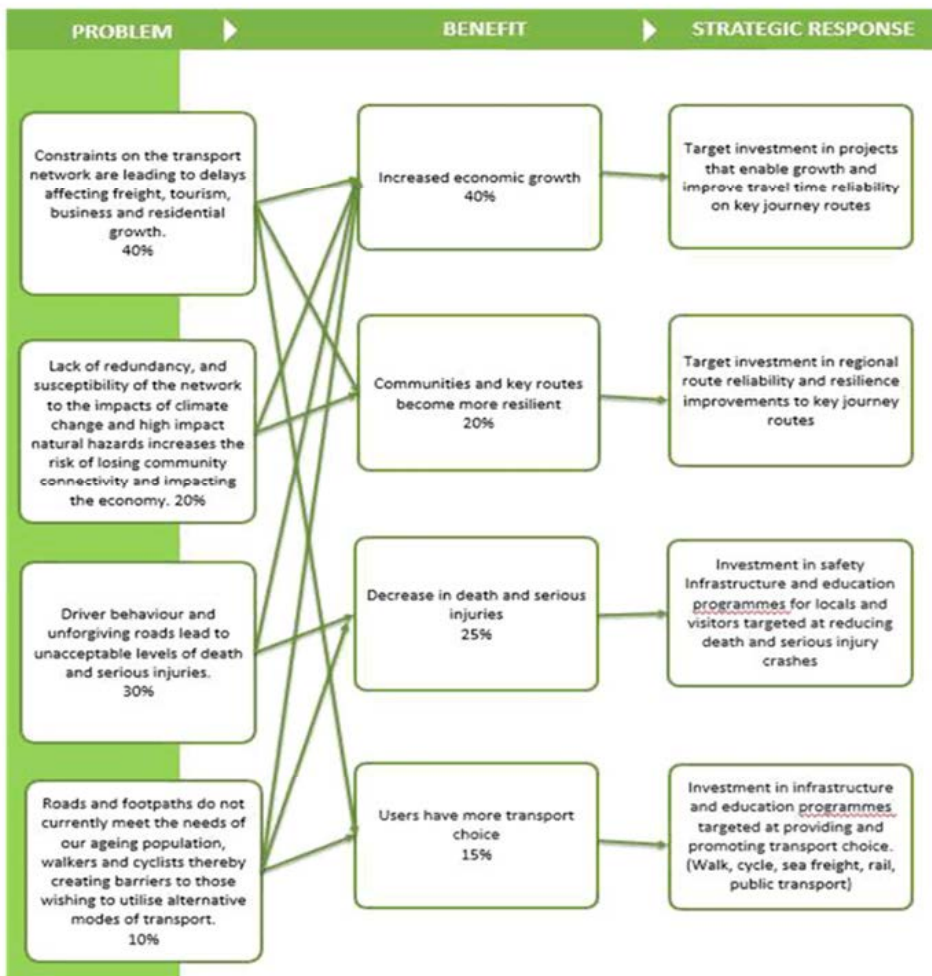 PROBLEM
BENEFIT
STRATEGIC RESPONSE
Constraints on the transport
network are leading to delays
affecting freight, tourism,
business and residential
growth.
40%
Increased economic growth
40%
Target investment in projects
that enable growth and
improve travel time reliability
on key journey routes
Lack of redundancy, and
susceptibility of the network
to the impacts of climate
change and high impact
natural hazards increases the
risk of losing community
connectivity and impacting
the economy. 20%
Communities and key routes
become more resilient
20%
Target investment in regional
route reliability and resilience
improvements to key journey
routes
Driver behaviour and
unforgiving roads lead to
unacceptable levels of death
and serious injuries.
30%
Decrease in death and serious
injuries
25%
Investment in safety
Infrastructure and education
programmes for locals and
visitors targeted at reducing
death and serious injury
crashes
Roads and footpaths do not
currently meet the needs of
our ageing population,
walkers and cyclists thereby
creating barriers to those
wishing to utilise alternative
modes of transport.
10%
Users have more transport
choice
15%
Investment in infrastructure
and education programmes
targeted at providing and
promoting transport choice.
(Walk, cycle, sea freight, rail,
public transport)